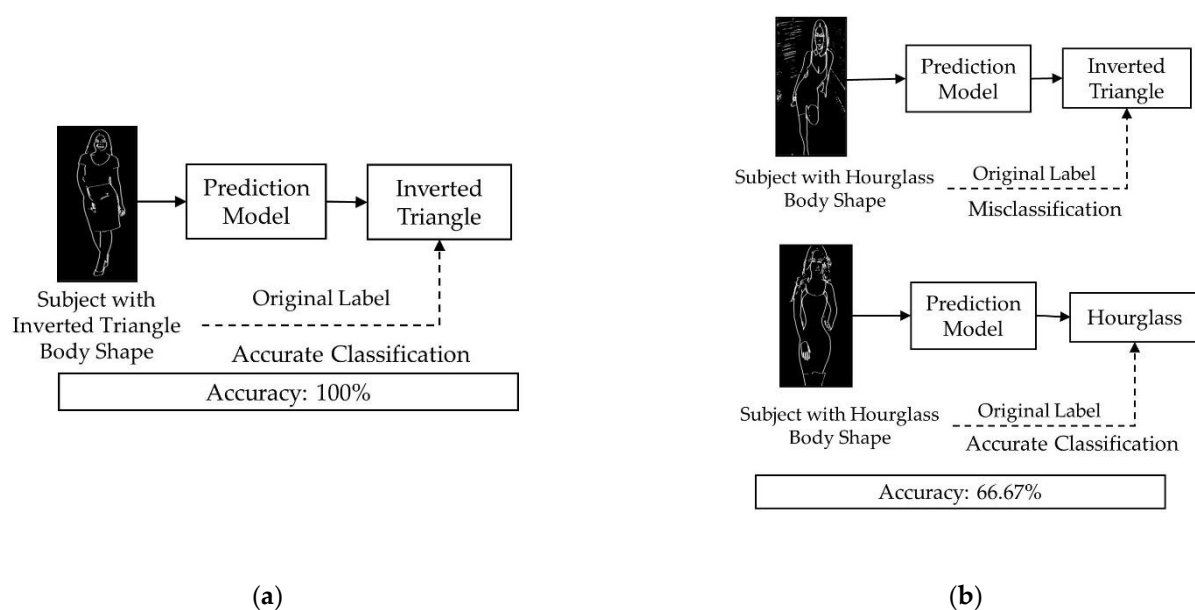 Prediction
Model
Inverted
Triangle
Subject with
Inverted Triangle
Body Shape
Original Label
Accurate Classification
Accuracy: 100%
(a)
Prediction
Model
Inverted
Triangle
Subject with Hourglass
Body Shape
Original Label
Misclassification
Prediction
Model
Hourglass
Subject with Hourglass
Body Shape
Original Label
Accurate Classification
Accuracy: 66.67%
(b)